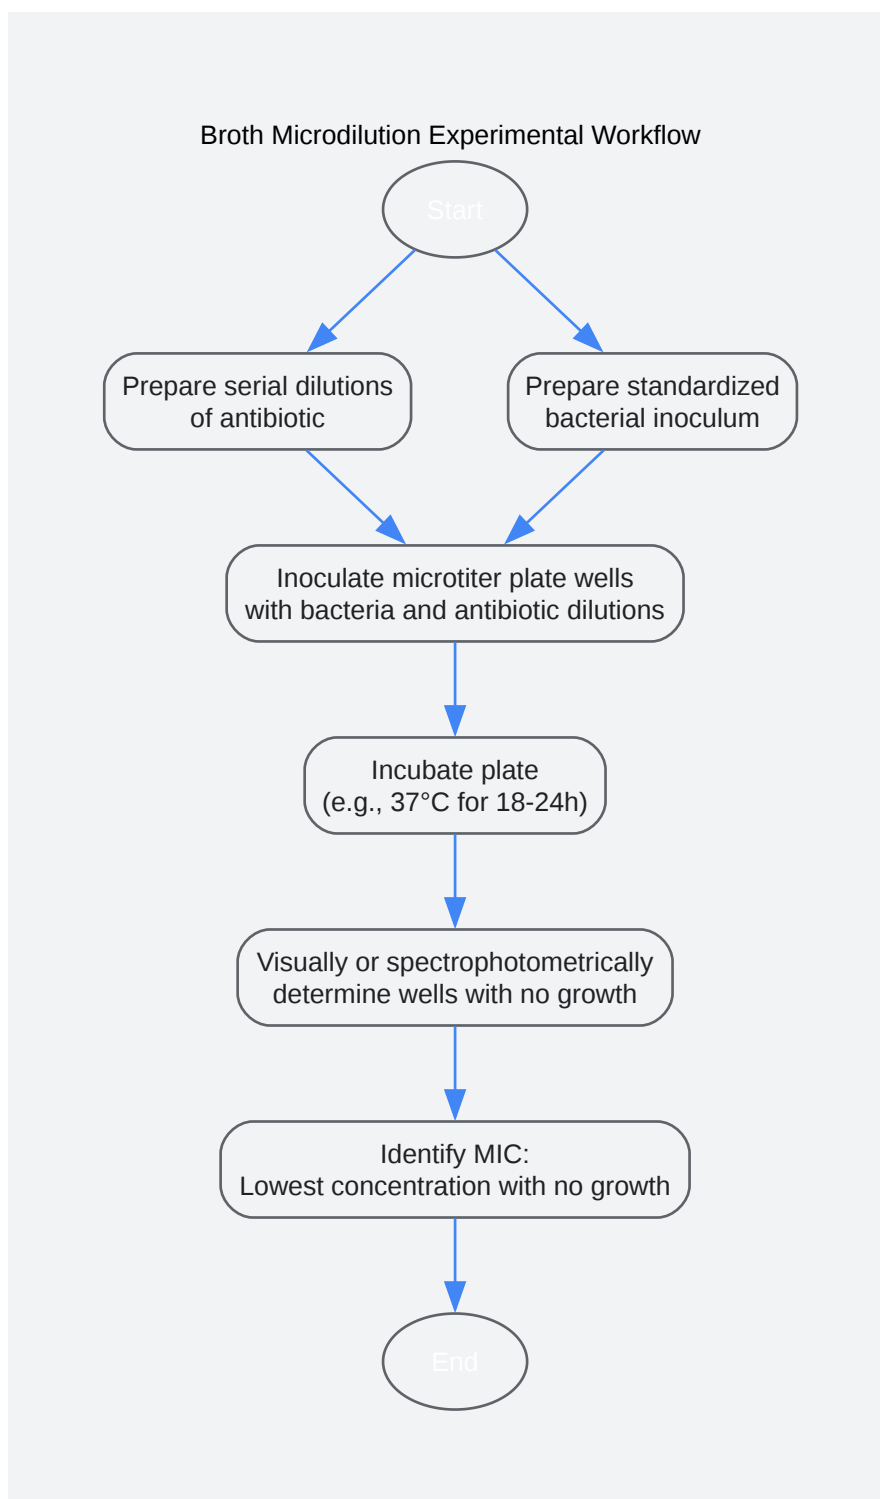 Broth Microdilution Experimental Workflow
Start
Prepare serial dilutions
of antibiotic
Prepare standardized
bacterial inoculum
Inoculate microtiter plate wells
with bacteria and antibiotic dilutions
Incubate plate
(e.g., 37°C for 18-24h)
Visually or spectrophotometrically
determine wells with no growth
Identify MIC:
Lowest concentration with no growth
End